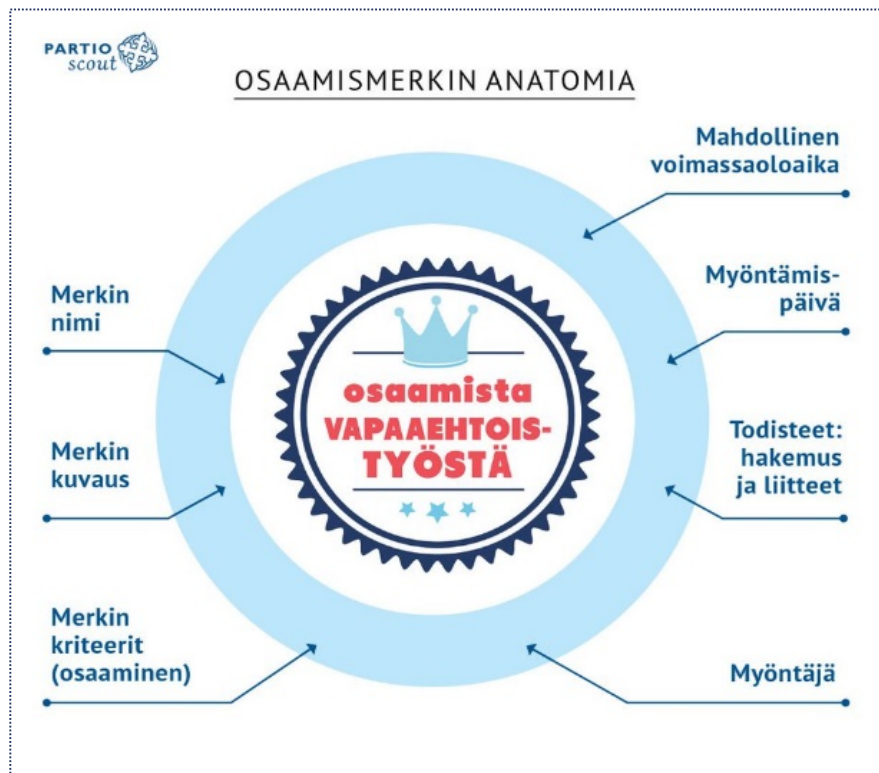 PARTIO
scout
OSAAMISMERKIN ANATOMIA
Mahdollinen
voimassaoloaika
Merkin
nimi
Myöntämis-
päivä
osaamista
VAPAAEHTOIS-
TYÖSTÄ
Merkin
kuvaus
Todisteet:
hakemus
ja liitteet
Merkin
kriteerit
(osaaminen)
Myöntäjä